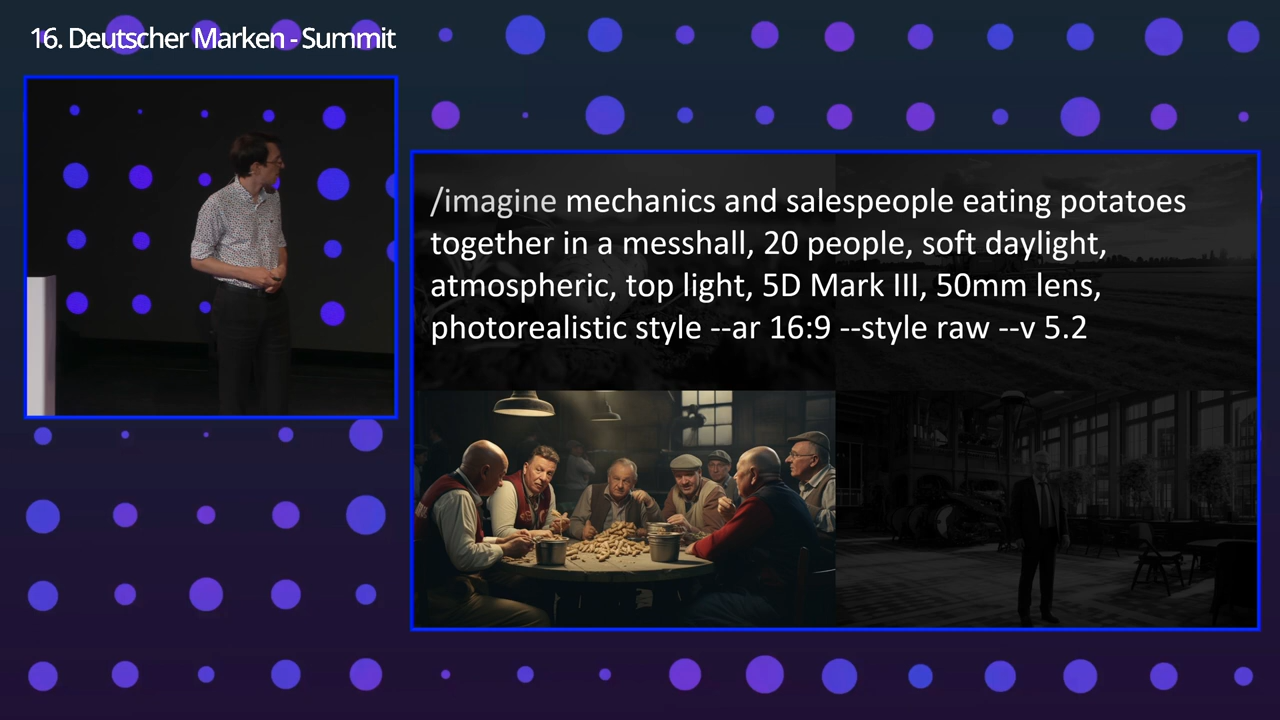 16. Deutscher Marken - Summit
/imagine mechanics and salespeople eating potatoes
together in a messhall, 20 people, soft daylight,
atmospheric, top light, 5D Mark III, 50mm lens,
photorealistic style --ar 16:9 --style raw --v 5.2